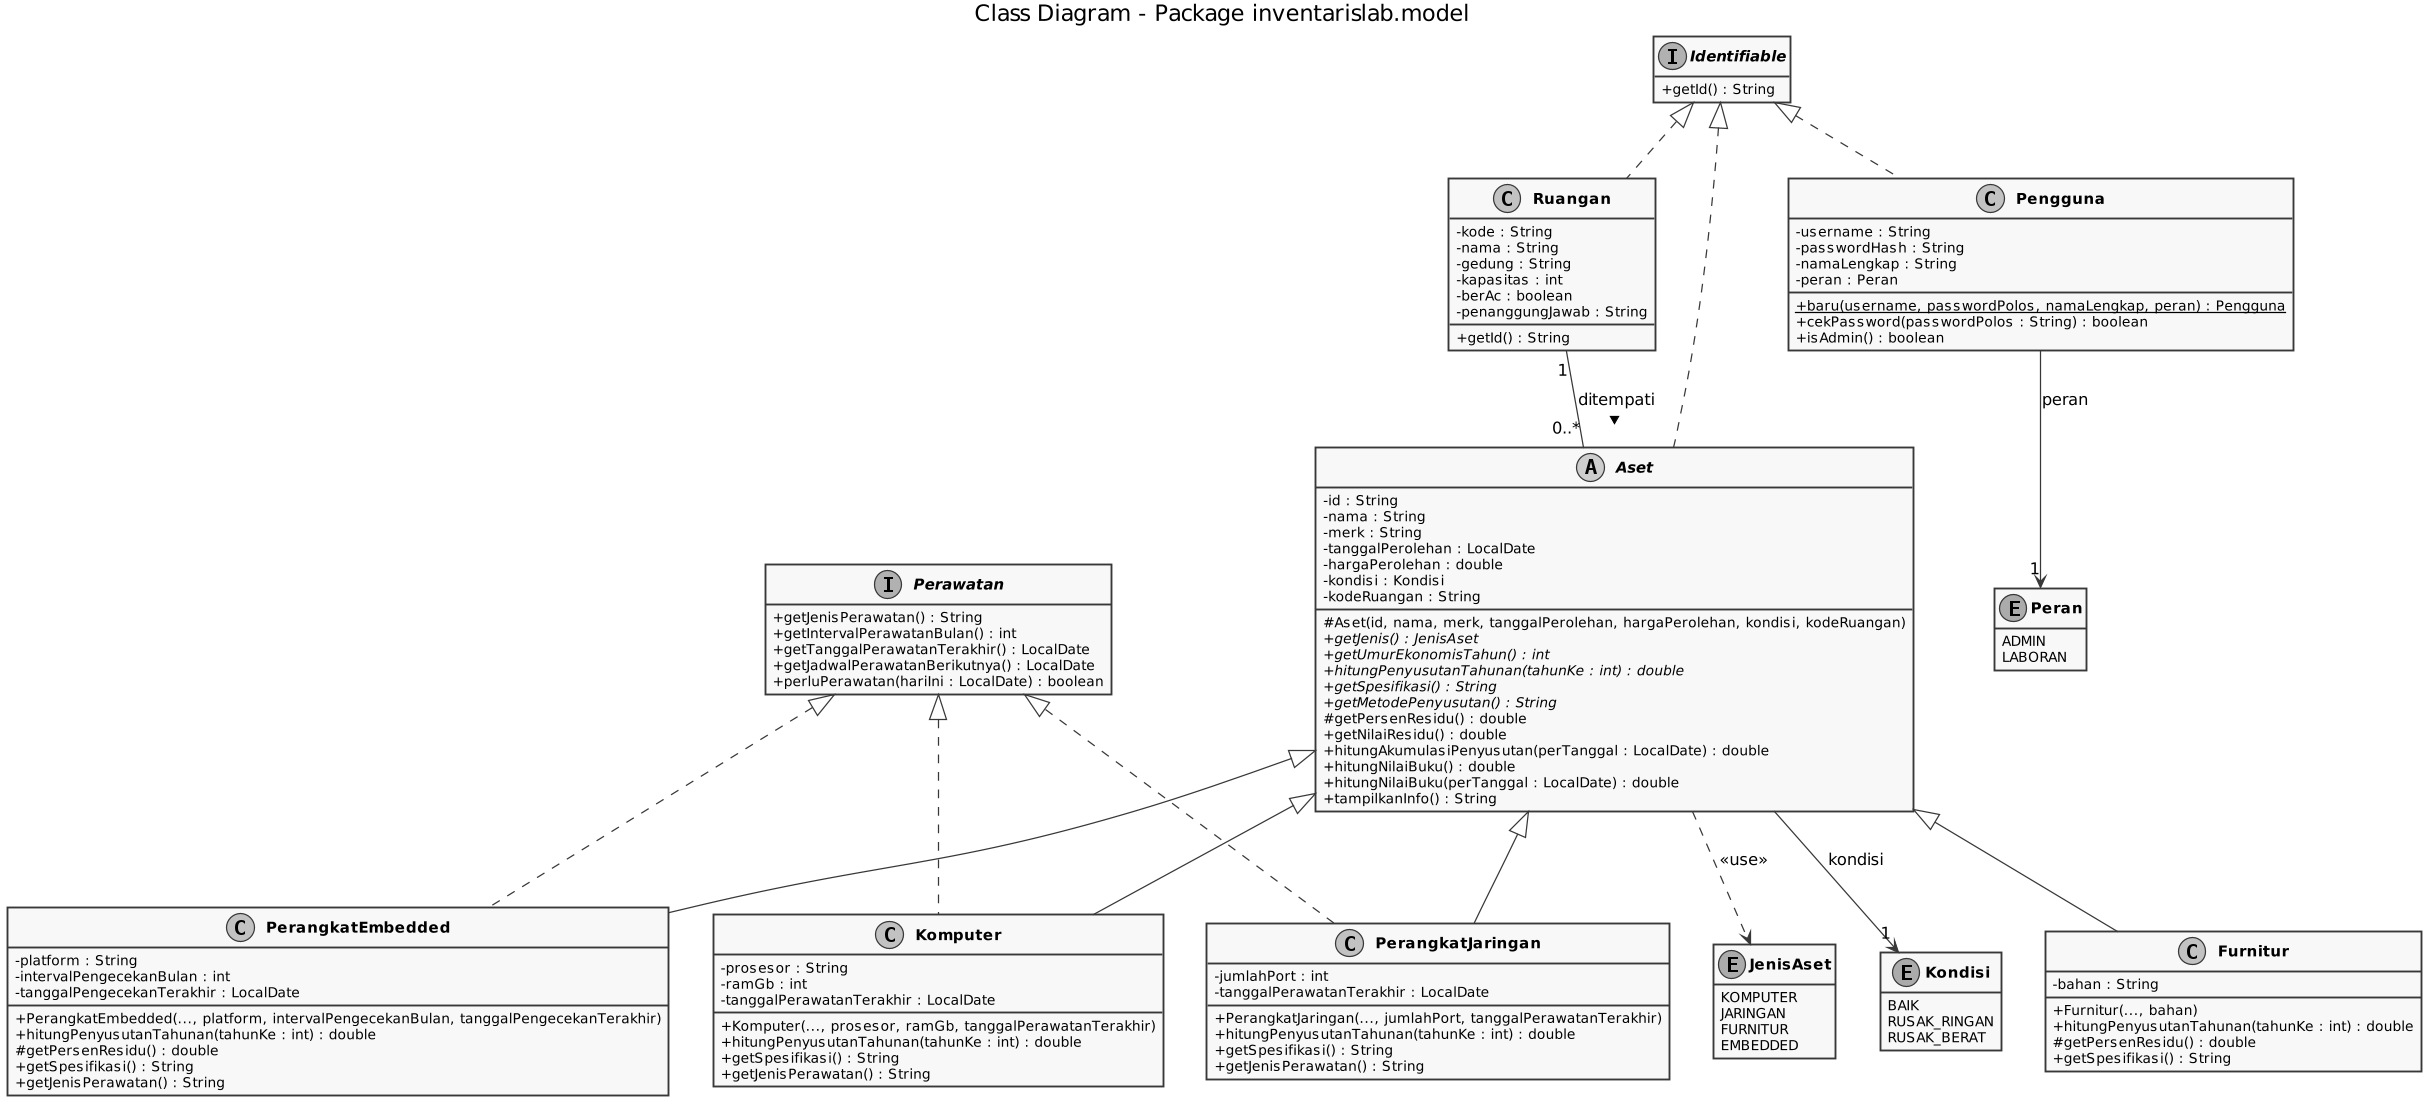 Class Diagram - Package inventarislab.model
I Identifiable
+getId() : String
C Ruangan
-kode : String
-nama : String
-gedung : String
-kapasitas : int
-berAc : boolean
-penanggungJawab : String
+getId() : String
C Pengguna
-username : String
-passwordHash : String
-namaLengkap : String
-peran : Peran
+baru(username, passwordPolos, namaLengkap, peran) : Pengguna
+cekPassword(passwordPolos : String) : boolean
+isAdmin() : boolean
1
ditempati
0..*
peran
1
A Aset
-id : String
-nama : String
-merk : String
-tanggalPerolehan : LocalDate
-hargaPerolehan : double
-kondisi : Kondisi
-kodeRuangan : String
#Aset(id, nama, merk, tanggalPerolehan, hargaPerolehan, kondisi, kodeRuangan)
+getJenis() : JenisAset
+getUmurEkonomisTahun() : int
+hitungPenyusutanTahunan(tahunKe : int) : double
+getSpesifikasi() : String
+getMetodePenyusutan() : String
#getPersenResidu() : double
+getNilaiResidu() : double
+hitungAkumulasiPenyusutan(perTanggal : LocalDate) : double
+hitungNilaiBuku() : double
+hitungNilaiBuku(perTanggal : LocalDate) : double
+tampilkanInfo() : String
I Perawatan
+getJenisPerawatan() : String
+getIntervalPerawatanBulan() : int
+getTanggalPerawatanTerakhir() : LocalDate
+getJadwalPerawatanBerikutnya() : LocalDate
+perluPerawatan(hariIni : LocalDate) : boolean
E Peran
ADMIN
LABORAN
«use»
kondisi
1
C PerangkatEmbedded
-platform : String
-intervalPengecekanBulan : int
-tanggalPengecekanTerakhir : LocalDate
+PerangkatEmbedded(..., platform, intervalPengecekanBulan, tanggalPengecekanTerakhir)
+hitungPenyusutanTahunan(tahunKe : int) : double
#getPersenResidu() : double
+getSpesifikasi() : String
+getJenisPerawatan() : String
C Komputer
-prosesor : String
-ramGb : int
-tanggalPerawatanTerakhir : LocalDate
+Komputer(..., prosesor, ramGb, tanggalPerawatanTerakhir)
+hitungPenyusutanTahunan(tahunKe : int) : double
+getSpesifikasi() : String
+getJenisPerawatan() : String
C PerangkatJaringan
-jumlahPort : int
-tanggalPerawatanTerakhir : LocalDate
+PerangkatJaringan(..., jumlahPort, tanggalPerawatanTerakhir)
+hitungPenyusutanTahunan(tahunKe : int) : double
+getSpesifikasi() : String
+getJenisPerawatan() : String
E JenisAset
KOMPUTER
JARINGAN
FURNITUR
EMBEDDED
E Kondisi
BAIK
RUSAK_RINGAN
RUSAK_BERAT
C Furnitur
-bahan : String
+Furnitur(..., bahan)
+hitungPenyusutanTahunan(tahunKe : int) : double
#getPersenResidu() : double
+getSpesifikasi() : String